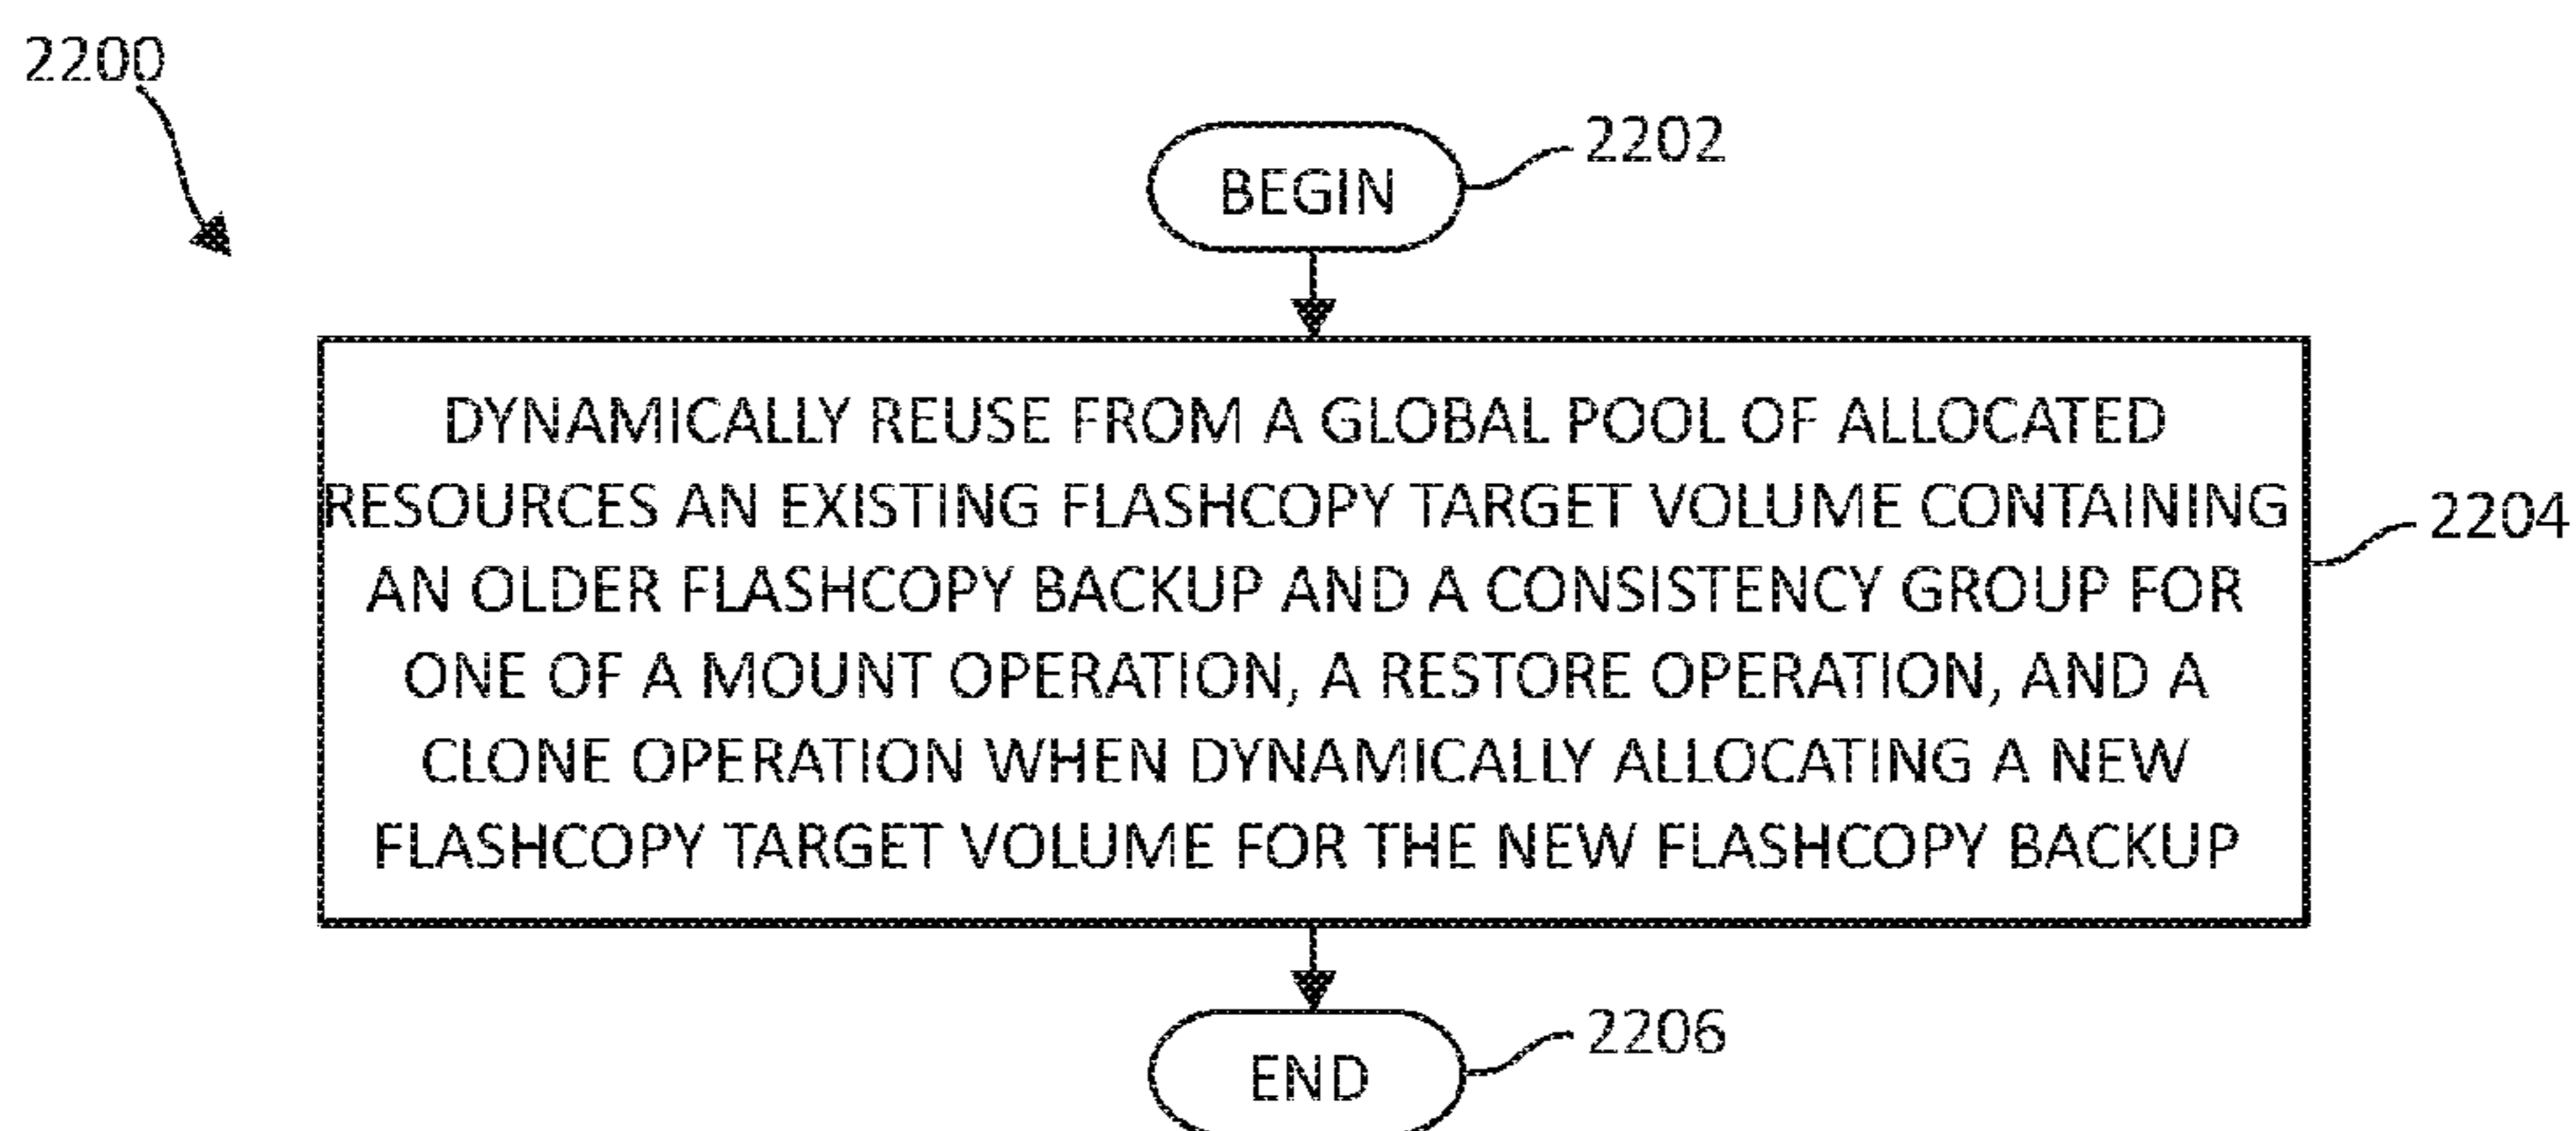 2200
BEGIN
2202
DYNAMICALLY REUSE FROM A GLOBAL POOL OF ALLOCATED
RESOURCES AN EXISTING FLASHCOPY TARGET VOLUME CONTAINING
AN OLDER FLASHCOPY BACKUP AND A CONSISTENCY GROUP FOR
ONE OF A MOUNT OPERATION, A RESTORE OPERATION, AND A
CLONE OPERATION WHEN DYNAMICALLY ALLOCATING A NEW
FLASHCOPY TARGET VOLUME FOR THE NEW FLASHCOPY BACKUP
2204
END
2206